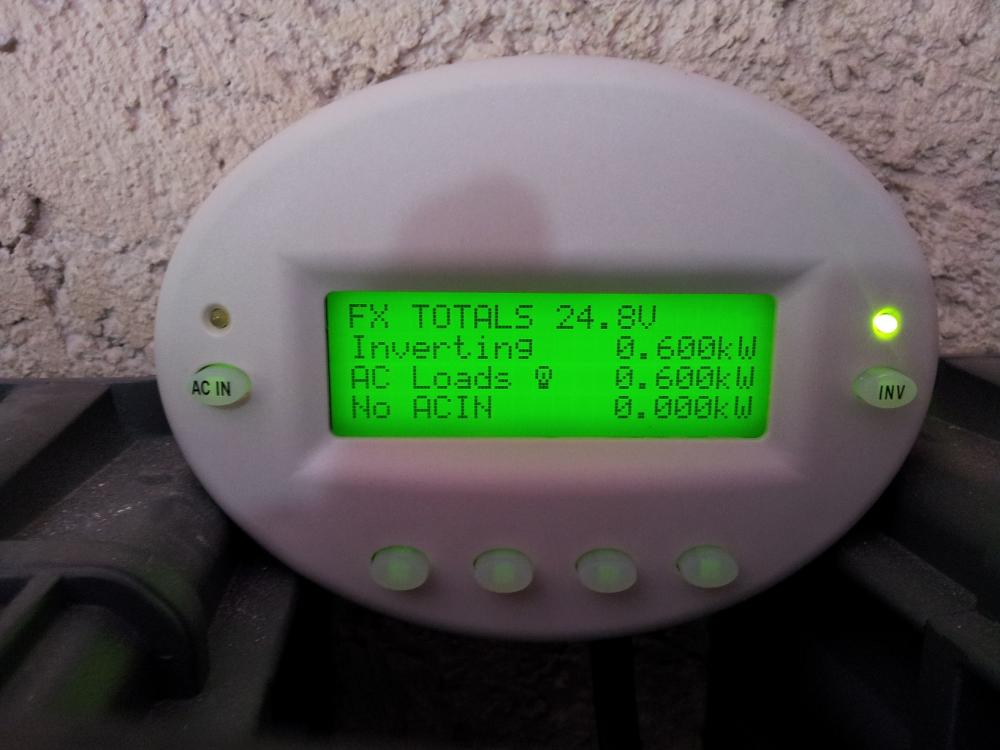 FX TOTALS 24.8V
Inverting 0.600kW
AC Loads 0.600kW
No ACIN 0.000kW
AC IN
INV